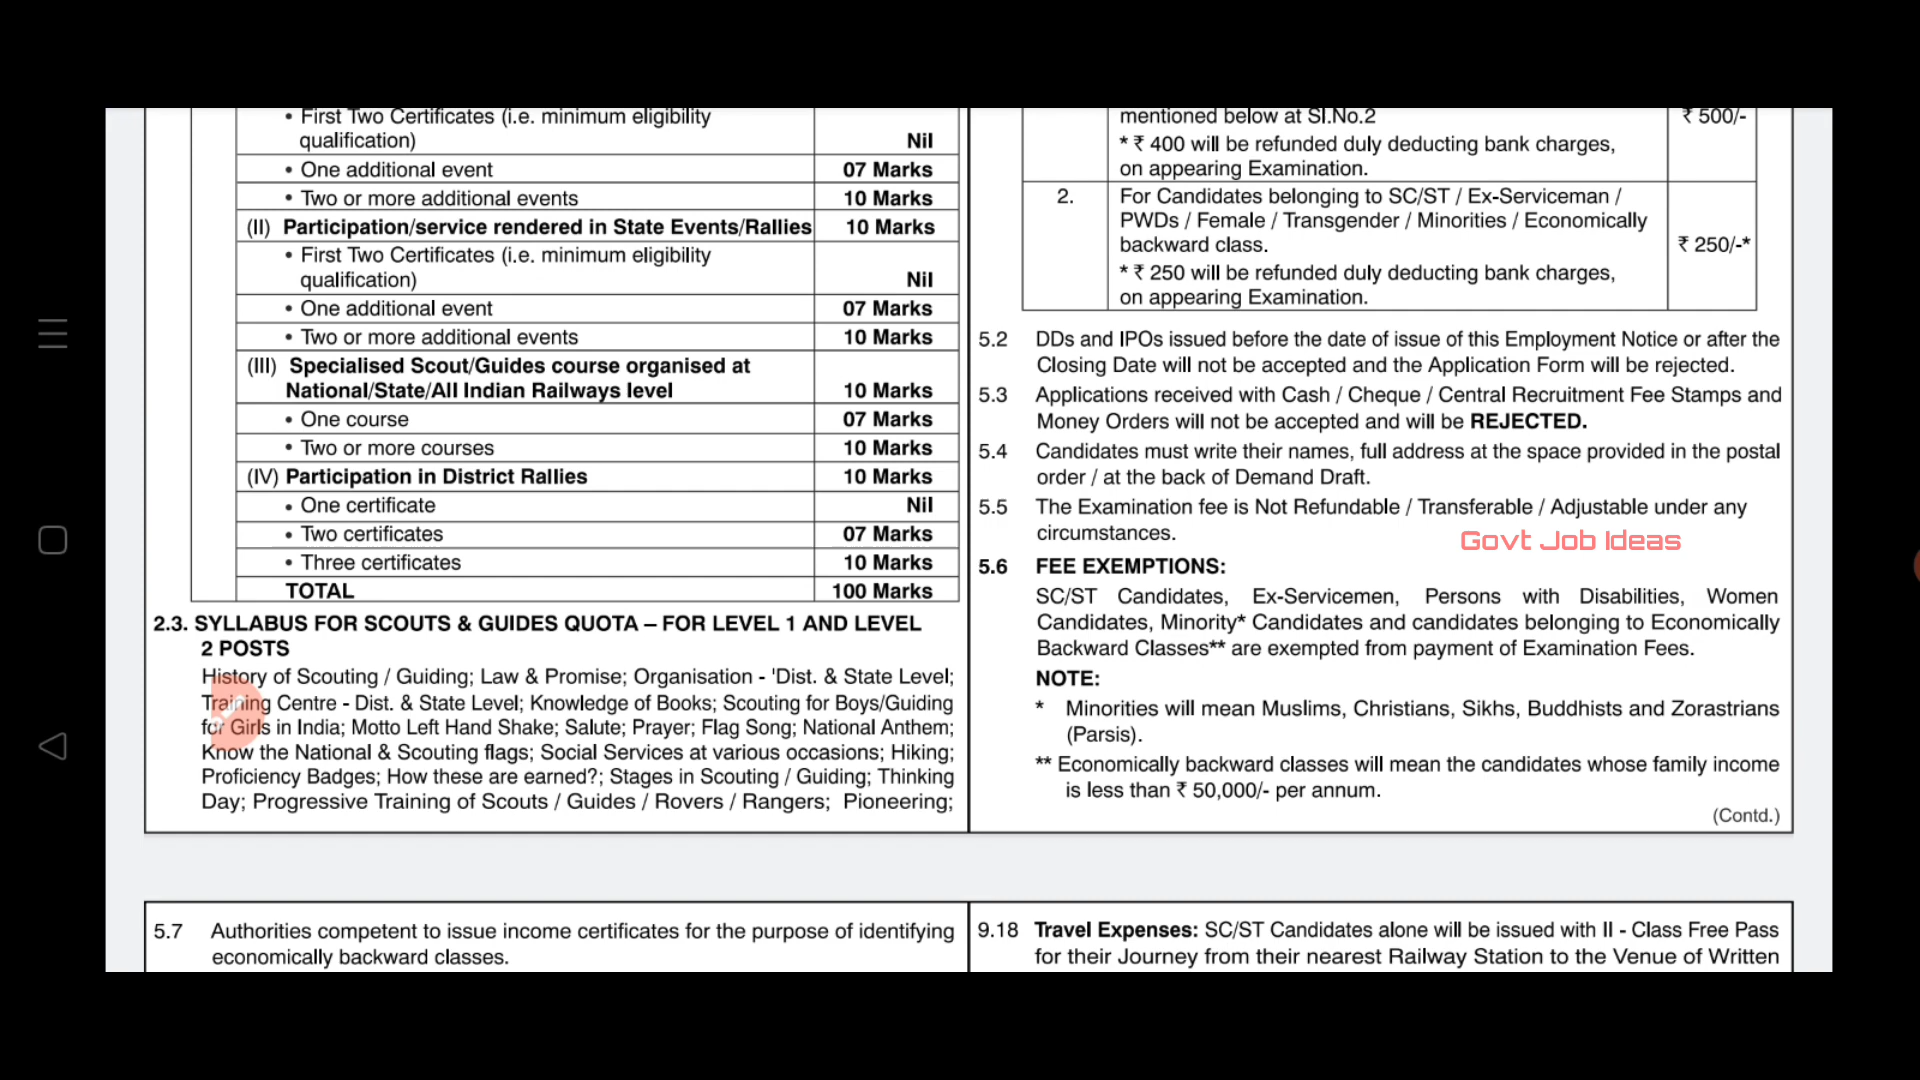 • First Two Certificates (i.e. minimum eligibility
qualification) Nil
• One additional event 07 Marks
• Two or more additional events 10 Marks
(II) Participation/service rendered in State Events/Rallies 10 Marks
• First Two Certificates (i.e. minimum eligibility
qualification) Nil
• One additional event 07 Marks
• Two or more additional events 10 Marks
(III) Specialised Scout/Guides course organised at
National/State/All Indian Railways level 10 Marks
• One course 07 Marks
• Two or more courses 10 Marks
(IV) Participation in District Rallies 10 Marks
• One certificate Nil
• Two certificates 07 Marks
• Three certificates 10 Marks
TOTAL 100 Marks
2.3. SYLLABUS FOR SCOUTS & GUIDES QUOTA – FOR LEVEL 1 AND LEVEL
2 POSTS
History of Scouting / Guiding; Law & Promise; Organisation - 'Dist. & State Level;
Training Centre - Dist. & State Level; Knowledge of Books; Scouting for Boys/Guiding
for Girls in India; Motto Left Hand Shake; Salute; Prayer; Flag Song; National Anthem;
Know the National & Scouting flags; Social Services at various occasions; Hiking;
Proficiency Badges; How these are earned?; Stages in Scouting / Guiding; Thinking
Day; Progressive Training of Scouts / Guides / Rovers / Rangers; Pioneering;
mentioned below at Sl.No.2 ₹ 500/-
* ₹ 400 will be refunded duly deducting bank charges,
on appearing Examination.
2. For Candidates belonging to SC/ST / Ex-Serviceman /
PWDs / Female / Transgender / Minorities / Economically
backward class. ₹ 250/-*
* ₹ 250 will be refunded duly deducting bank charges,
on appearing Examination.
5.2 DDs and IPOs issued before the date of issue of this Employment Notice or after the
Closing Date will not be accepted and the Application Form will be rejected.
5.3 Applications received with Cash / Cheque / Central Recruitment Fee Stamps and
Money Orders will not be accepted and will be REJECTED.
5.4 Candidates must write their names, full address at the space provided in the postal
order / at the back of Demand Draft.
5.5 The Examination fee is Not Refundable / Transferable / Adjustable under any
circumstances.
Govt Job Ideas
5.6 FEE EXEMPTIONS:
SC/ST Candidates, Ex-Servicemen, Persons with Disabilities, Women
Candidates, Minority* Candidates and candidates belonging to Economically
Backward Classes** are exempted from payment of Examination Fees.
NOTE:
* Minorities will mean Muslims, Christians, Sikhs, Buddhists and Zorastrians
(Parsis).
** Economically backward classes will mean the candidates whose family income
is less than ₹ 50,000/- per annum.
(Contd.)
5.7 Authorities competent to issue income certificates for the purpose of identifying
economically backward classes.
9.18 Travel Expenses: SC/ST Candidates alone will be issued with II - Class Free Pass
for their Journey from their nearest Railway Station to the Venue of Written